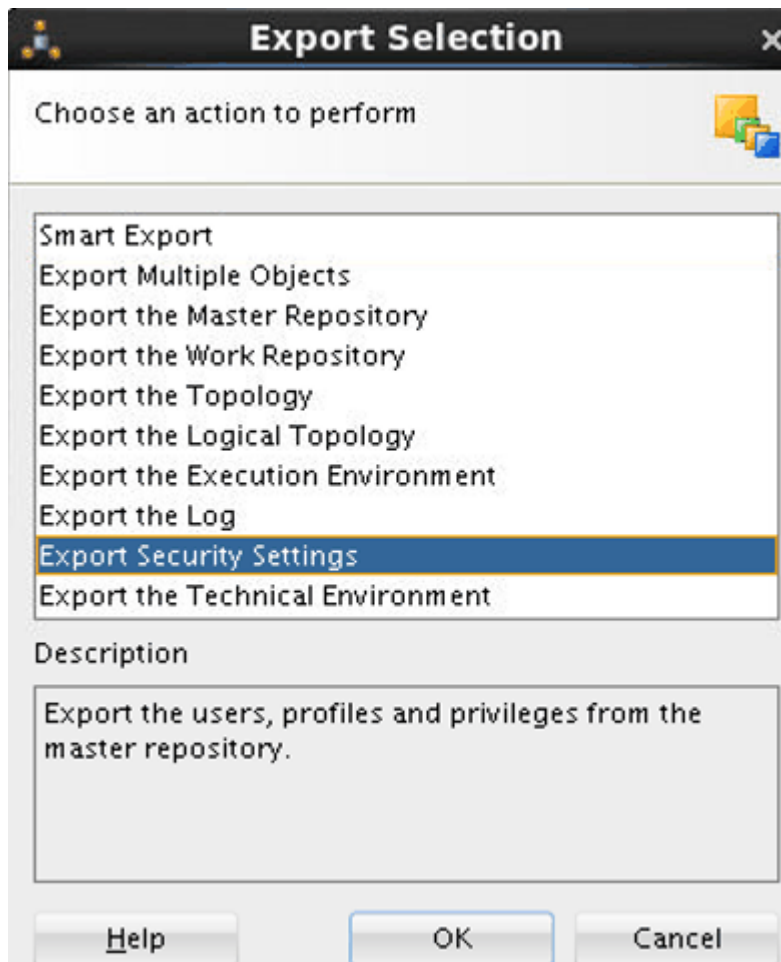 Export Selection
Choose an action to perform
Smart Export
Export Multiple Objects
Export the Master Repository
Export the Work Repository
Export the Topology
Export the Logical Topology
Export the Execution Environment
Export the Log
Export Security Settings
Export the Technical Environment
Description
Export the users, profiles and privileges from the
master repository.
Help OK Cancel